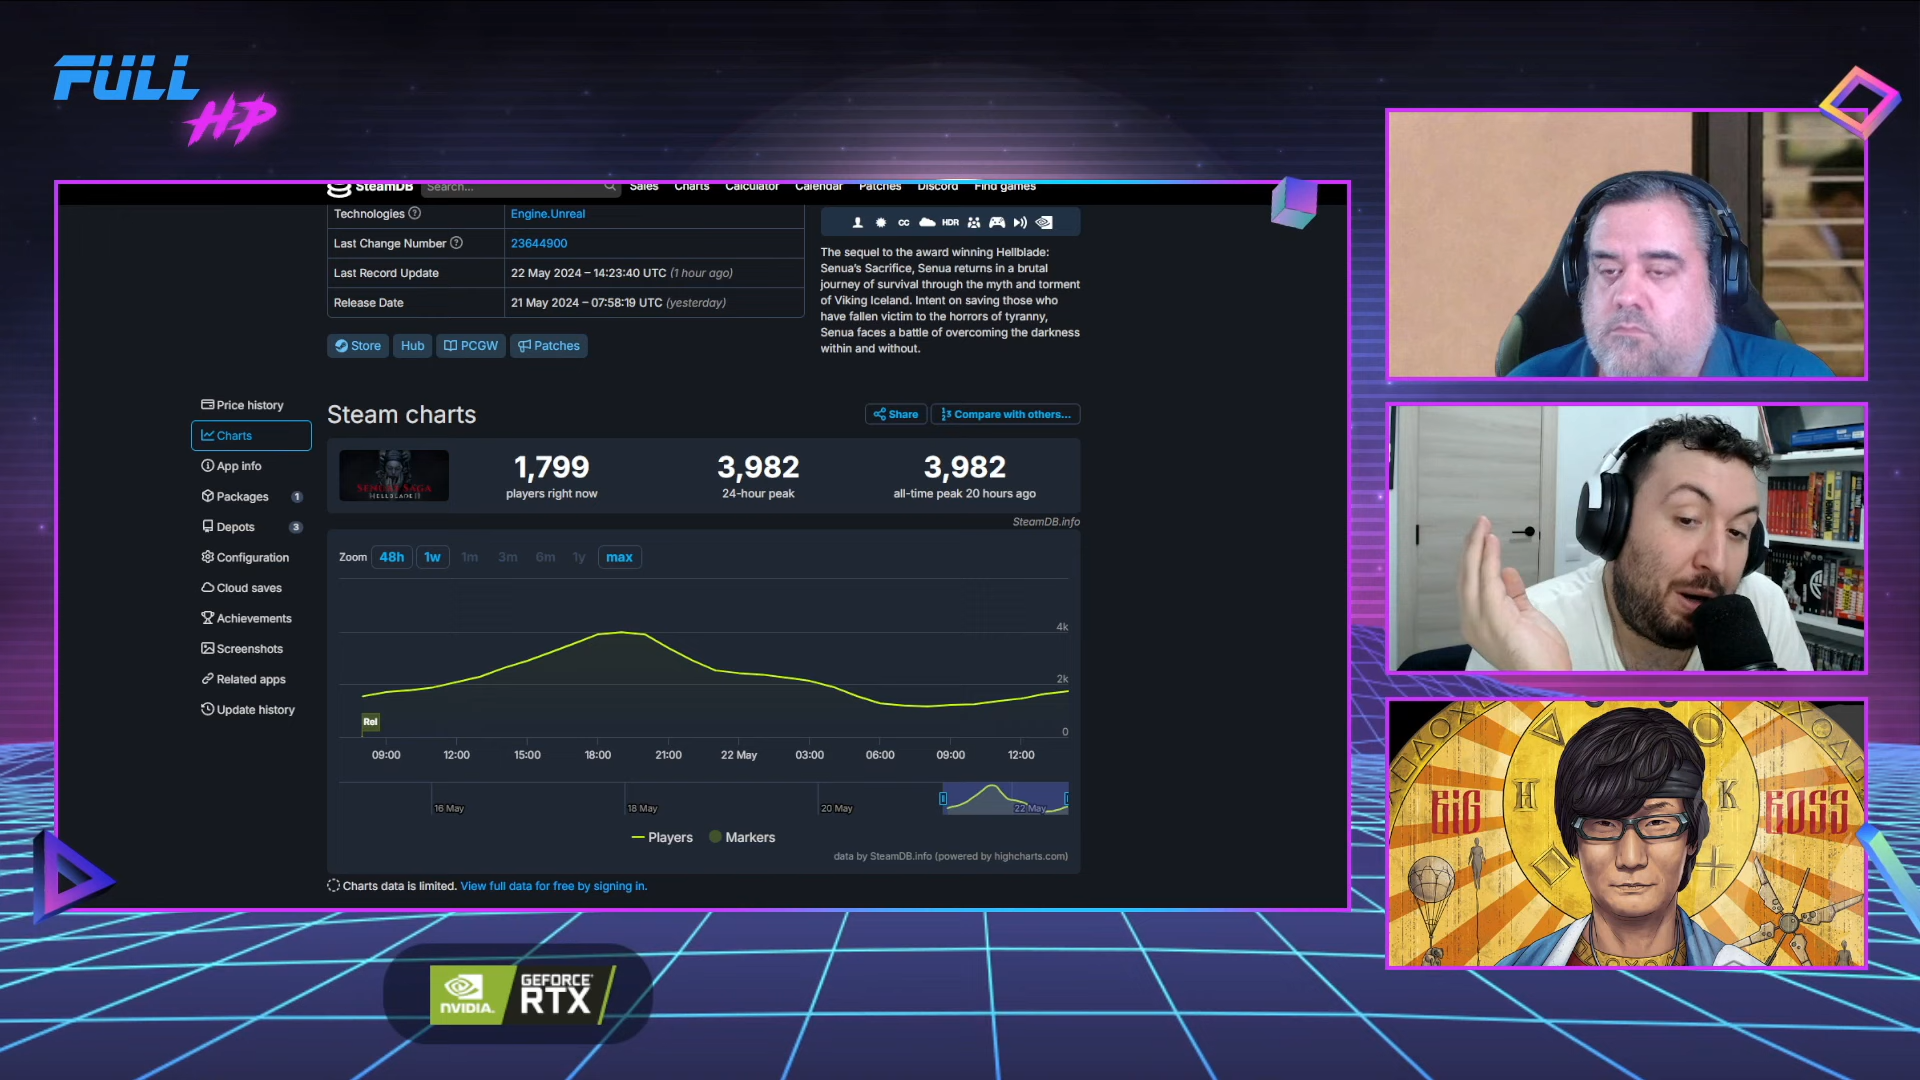 FULL
HP
SteamDB Search... Sales Charts Calculator Calendar Patches Discord Find games
Technologies Engine.Unreal
Last Change Number 23644900
Last Record Update 22 May 2024 – 14:23:40 UTC (1 hour ago)
Release Date 21 May 2024 – 07:58:19 UTC (yesterday)
CC HDR
The sequel to the award winning Hellblade:
Senua's Sacrifice, Senua returns in a brutal
journey of survival through the myth and torment
of Viking Iceland. Intent on saving those who
have fallen victim to the horrors of tyranny,
Senua faces a battle of overcoming the darkness
within and without.
Store Hub PCGW Patches
Price history
Charts
App info
Packages 1
Depots 3
Configuration
Cloud saves
Achievements
Screenshots
Related apps
Update history
Steam charts
Share Compare with others...
SENUA'S SAGA
HELLBLADE II
1,799
players right now
3,982
24-hour peak
3,982
all-time peak 20 hours ago
SteamDB.info
Zoom 48h 1w 1m 3m 6m 1y max
4k
2k
0
Rel
09:00 12:00 15:00 18:00 21:00 22 May 03:00 06:00 09:00 12:00
16 May 18 May 20 May 22 May
Players Markers
data by SteamDB.info (powered by highcharts.com)
Charts data is limited. View full data for free by signing in.
NVIDIA. GEFORCE
RTX
H K
BIG BOSS